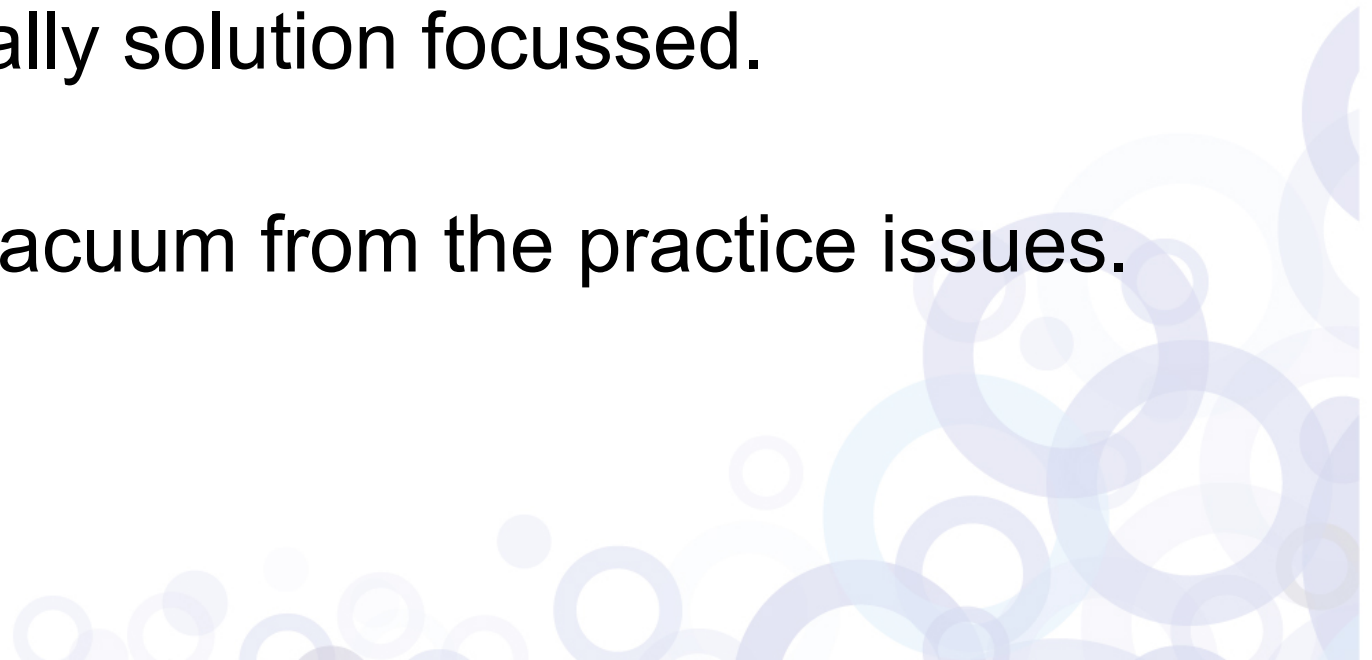 ally solution focussed.
acuum from the practice issues.